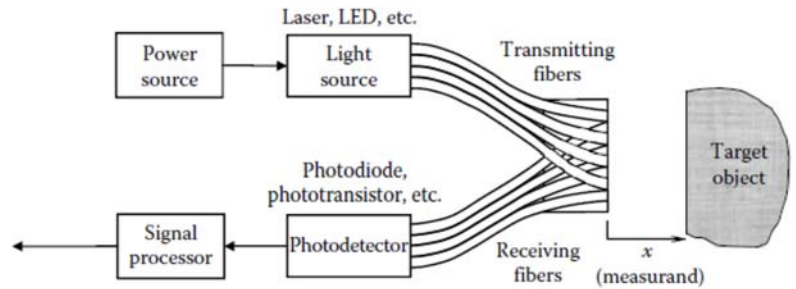 Laser, LED, etc.
Power
source
Light
source
Transmitting
fibers
Target
object
Photodiode,
phototransistor, etc.
Signal
processor
Photodetector
Receiving
fibers
x
(measurand)